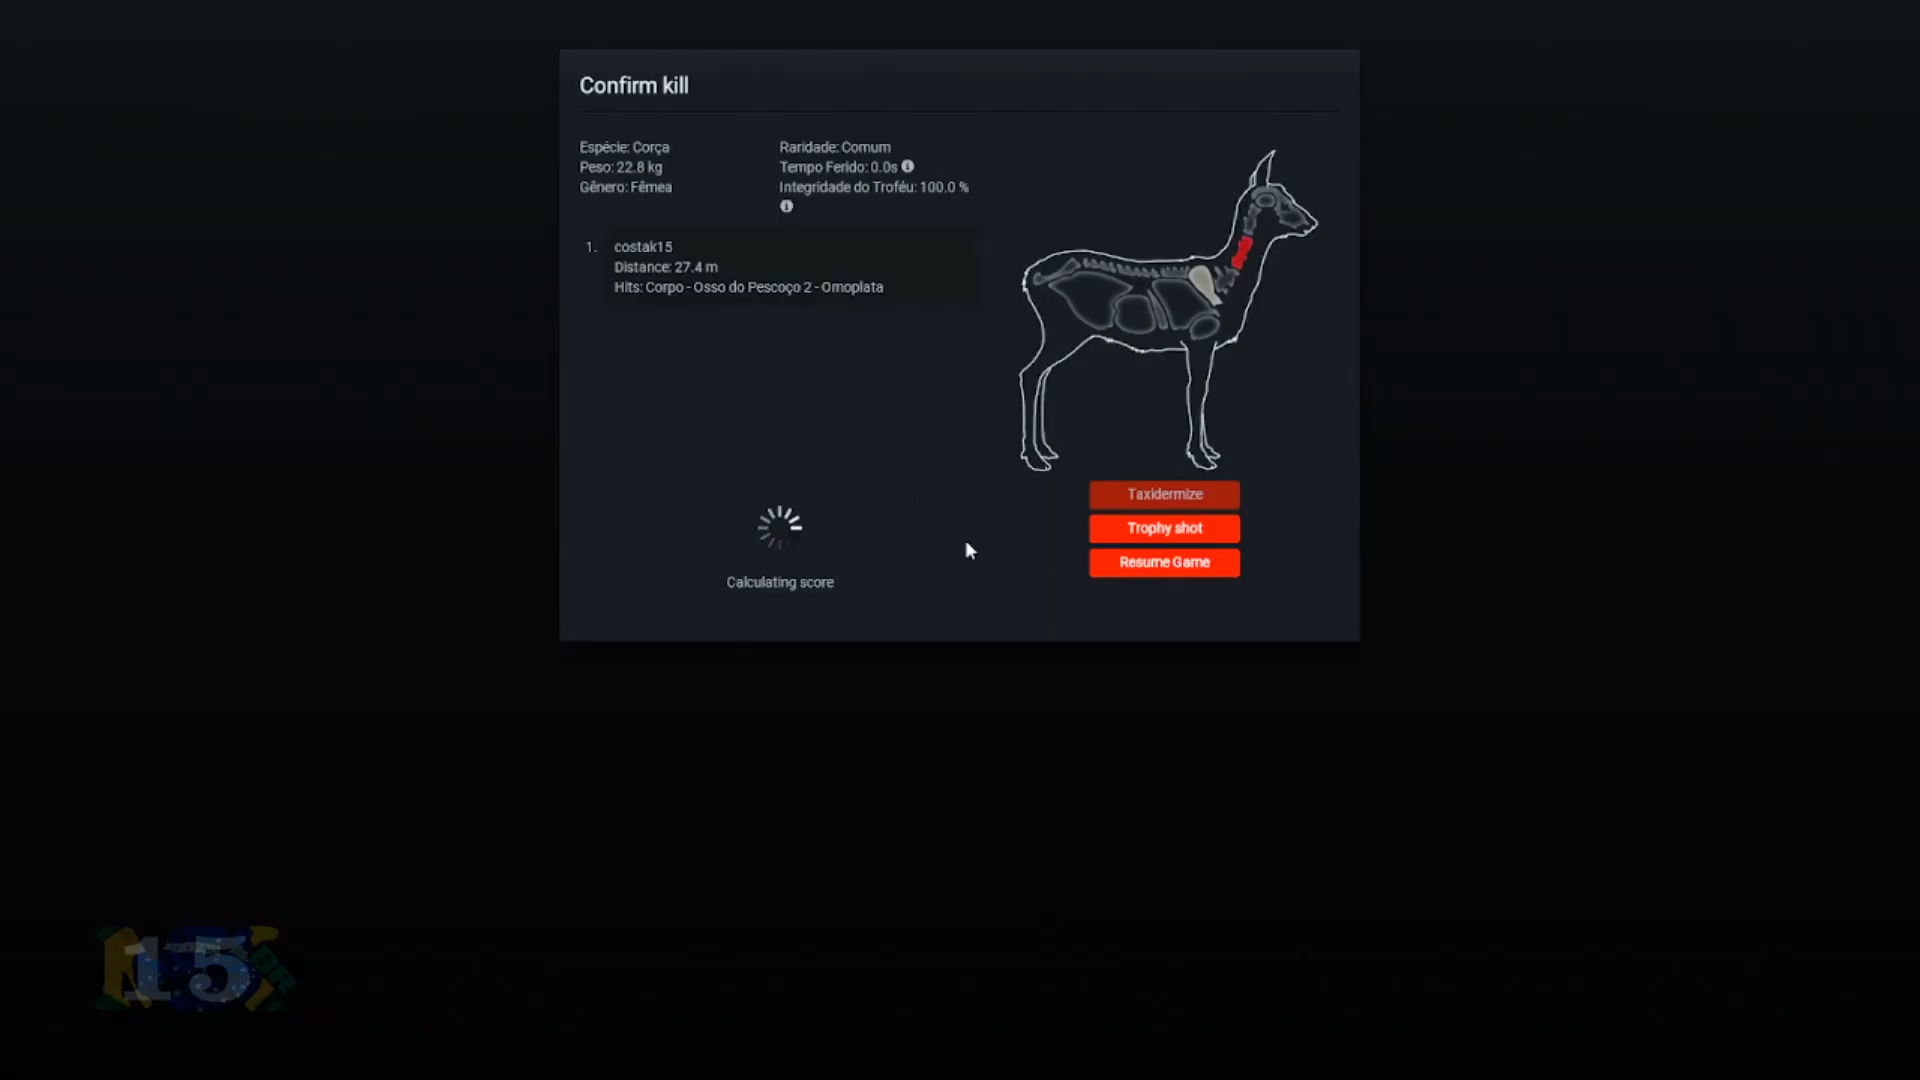 Confirm kill
Espécie: Corça
Peso: 22.8 kg
Gênero: Fêmea
Raridade: Comum
Tempo Ferido: 0.0s
Integridade do Troféu: 100.0 %
1. costak15
Distance: 27.4 m
Hits: Corpo - Osso do Pescoço 2 - Omoplata
Taxidermize
Trophy shot
Resume Game
Calculating score
15
BR